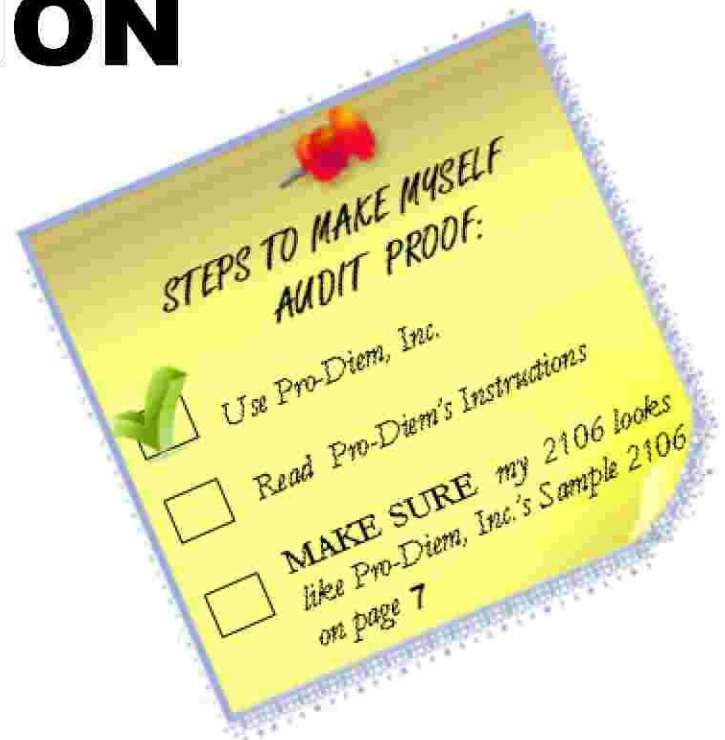 ON
STEPS TO MAKE MYSELF
AUDIT PROOF:
Use Pro-Diem, Inc.
Read Pro-Diem's Instructions
MAKE SURE my 2106 looks
like Pro-Diem, Inc.'s Sample 2106
on page 7